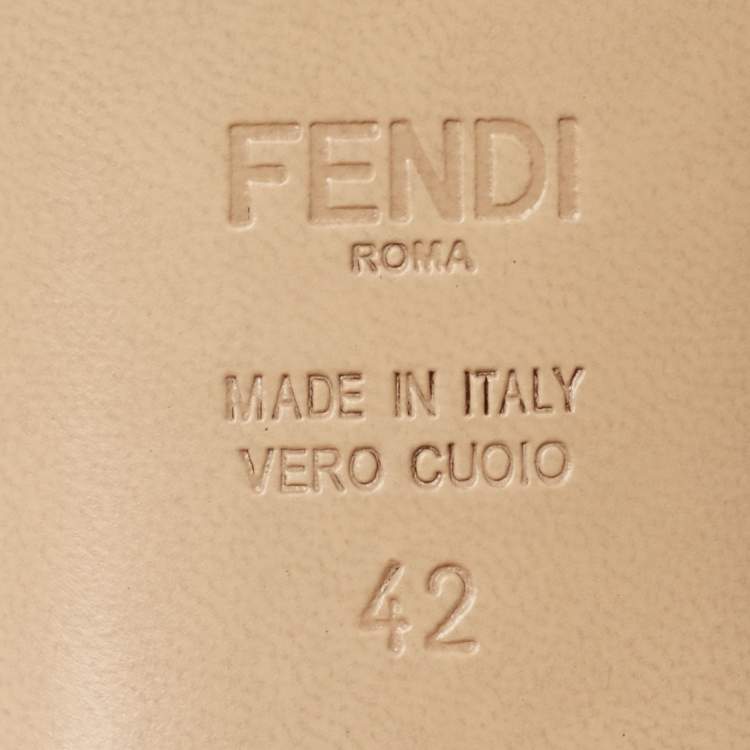 FENDI
ROMA
MADE IN ITALY
VERO CUOIO
42